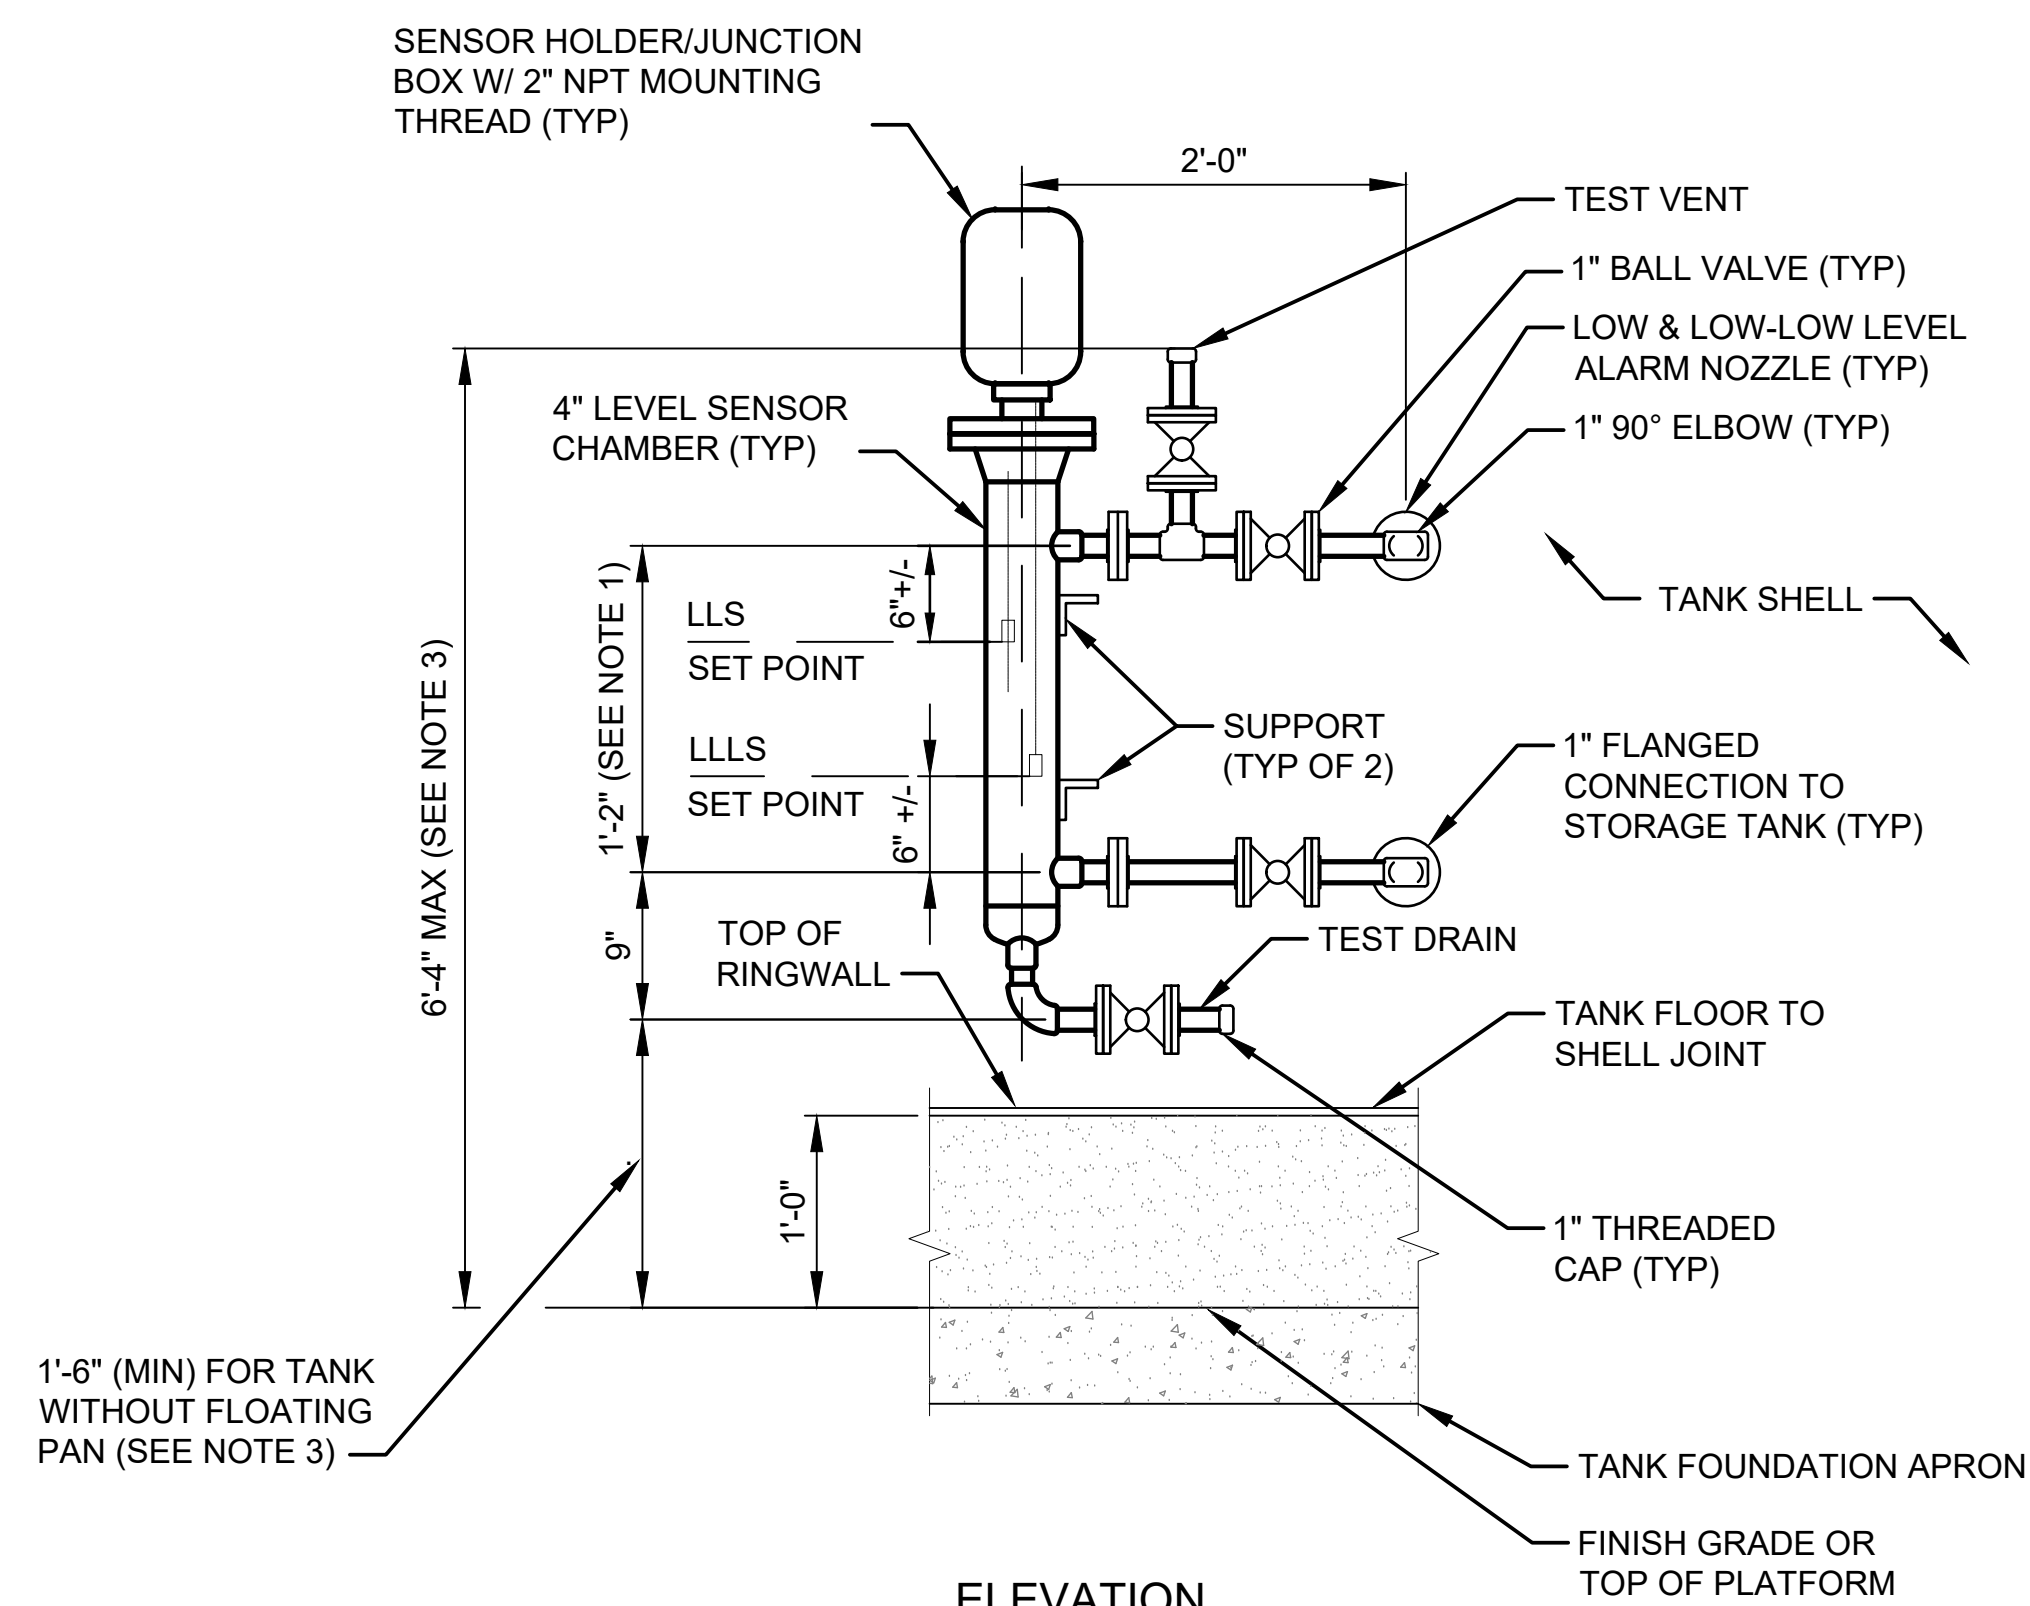 SENSOR HOLDER/JUNCTION
BOX W/ 2" NPT MOUNTING
THREAD (TYP)
2'-0"
TEST VENT
1" BALL VALVE (TYP)
LOW & LOW-LOW LEVEL
ALARM NOZZLE (TYP)
1" 90° ELBOW (TYP)
4" LEVEL SENSOR
CHAMBER (TYP)
TANK SHELL
6"+/-
LLS
SET POINT
1'-2" (SEE NOTE 1)
6'-4" MAX (SEE NOTE 3)
SUPPORT
(TYP OF 2)
LLLS
SET POINT
6" +/-
1" FLANGED
CONNECTION TO
STORAGE TANK (TYP)
9"
TOP OF
RINGWALL
TEST DRAIN
TANK FLOOR TO
SHELL JOINT
1'-0"
1" THREADED
CAP (TYP)
1'-6" (MIN) FOR TANK
WITHOUT FLOATING
PAN (SEE NOTE 3)
TANK FOUNDATION APRON
FINISH GRADE OR
TOP OF PLATFORM
ELEVATION